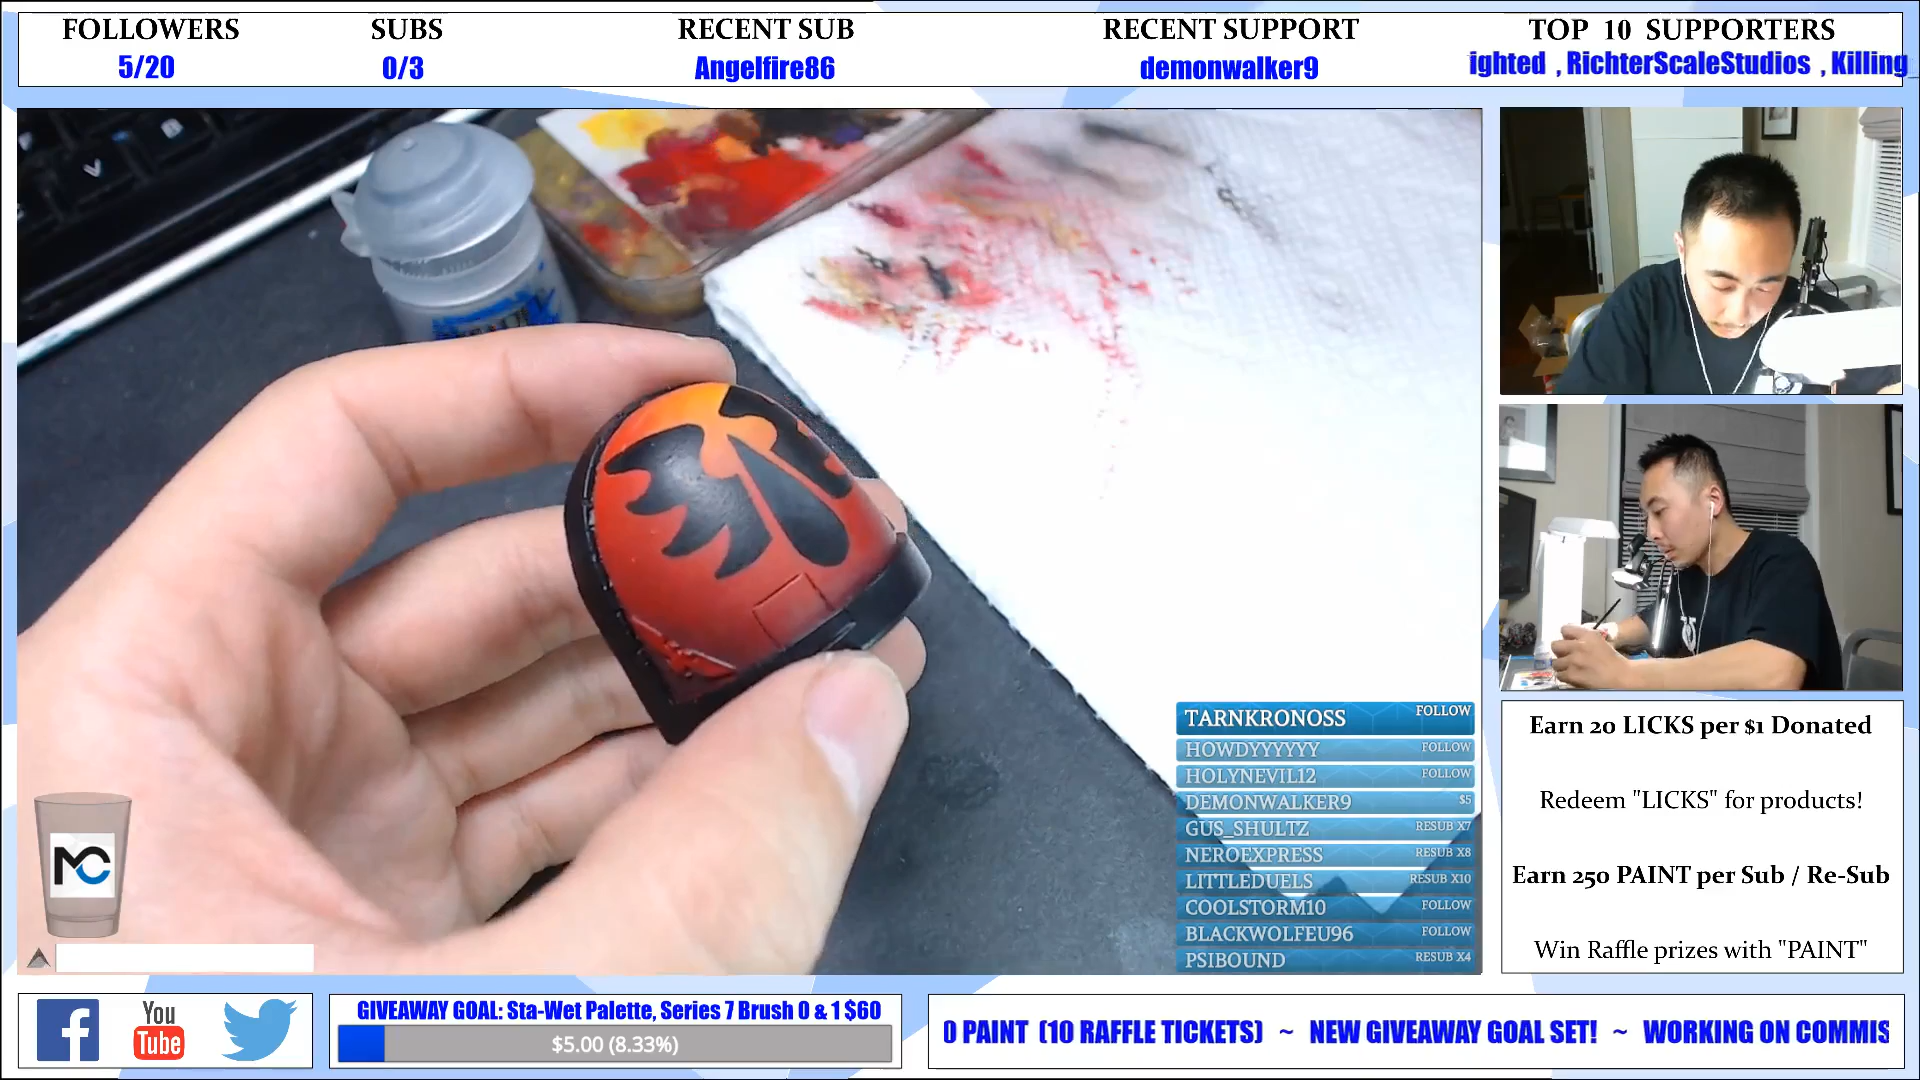 FOLLOWERS
5/20
SUBS
0/3
RECENT SUB
Angelfire86
RECENT SUPPORT
demonwalker9
TOP 10 SUPPORTERS
ighted , RichterScaleStudios , Killing
TARNKRONOSS FOLLOW
HOWDYYYYYY FOLLOW
HOLYNEVIL12 FOLLOW
DEMONWALKER9 $5
GUS_SHULTZ RESUB X7
NEROEXPRESS RESUB X8
LITTLEDUELS RESUB X10
COOLSTORM10 FOLLOW
BLACKWOLFEU96 FOLLOW
PSIBOUND RESUB X4
Earn 20 LICKS per $1 Donated
Redeem "LICKS" for products!
Earn 250 PAINT per Sub / Re-Sub
Win Raffle prizes with "PAINT"
MC
You
Tube
GIVEAWAY GOAL: Sta-Wet Palette, Series 7 Brush 0 & 1 $60
$5.00 (8.33%)
0 PAINT (10 RAFFLE TICKETS) ~ NEW GIVEAWAY GOAL SET! ~ WORKING ON COMMIS